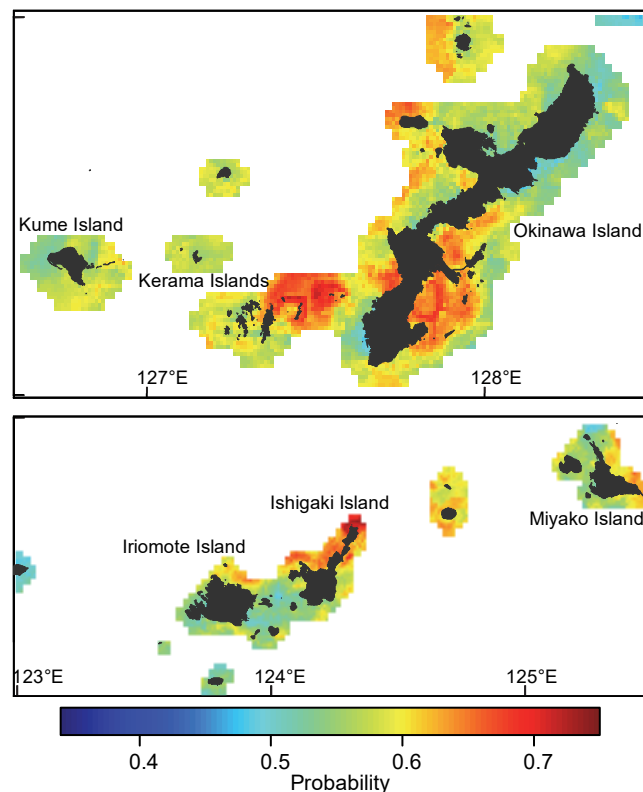 Kume Island
Okinawa Island
Kerama Islands
127°E
128°E
Ishigaki Island
Miyako Island
Iriomote Island
123°E
124°E
125°E
0.4
0.5
0.6
0.7
Probability